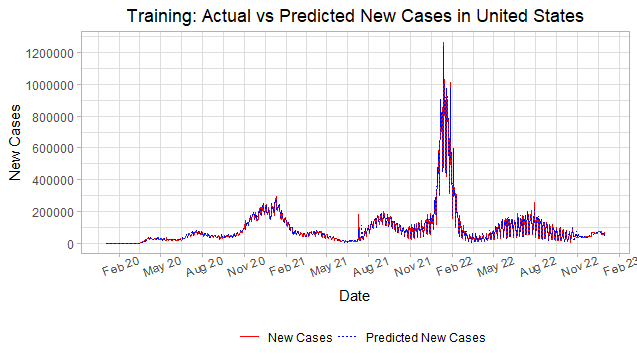 Training: Actual vs Predicted New Cases in United States
New Cases
1200000
1000000
800000
600000
400000
200000
0
Feb 20 May 20 Aug 20 Nov 20 Feb 21 May 21 Aug 21 Nov 21 Feb 22 May 22 Aug 22 Nov 22 Feb 23
Date
New Cases Predicted New Cases